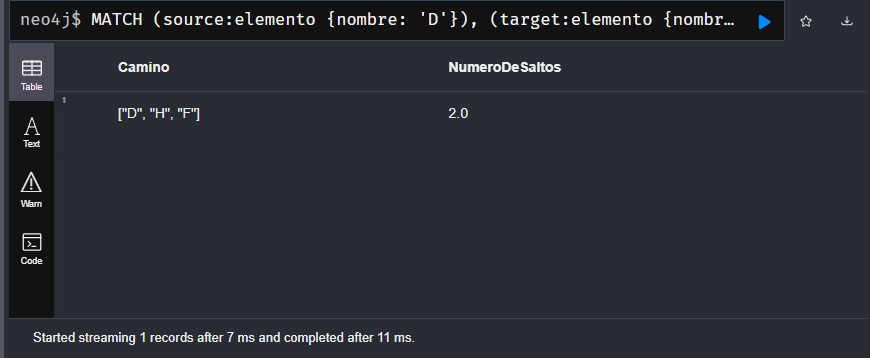 neo4j$ MATCH (source:elemento {nombre: 'D'}), (target:elemento {nombr…
Table
Text
Warn
Code
Camino NumeroDeSaltos
1
["D", "H", "F"] 2.0
Started streaming 1 records after 7 ms and completed after 11 ms.